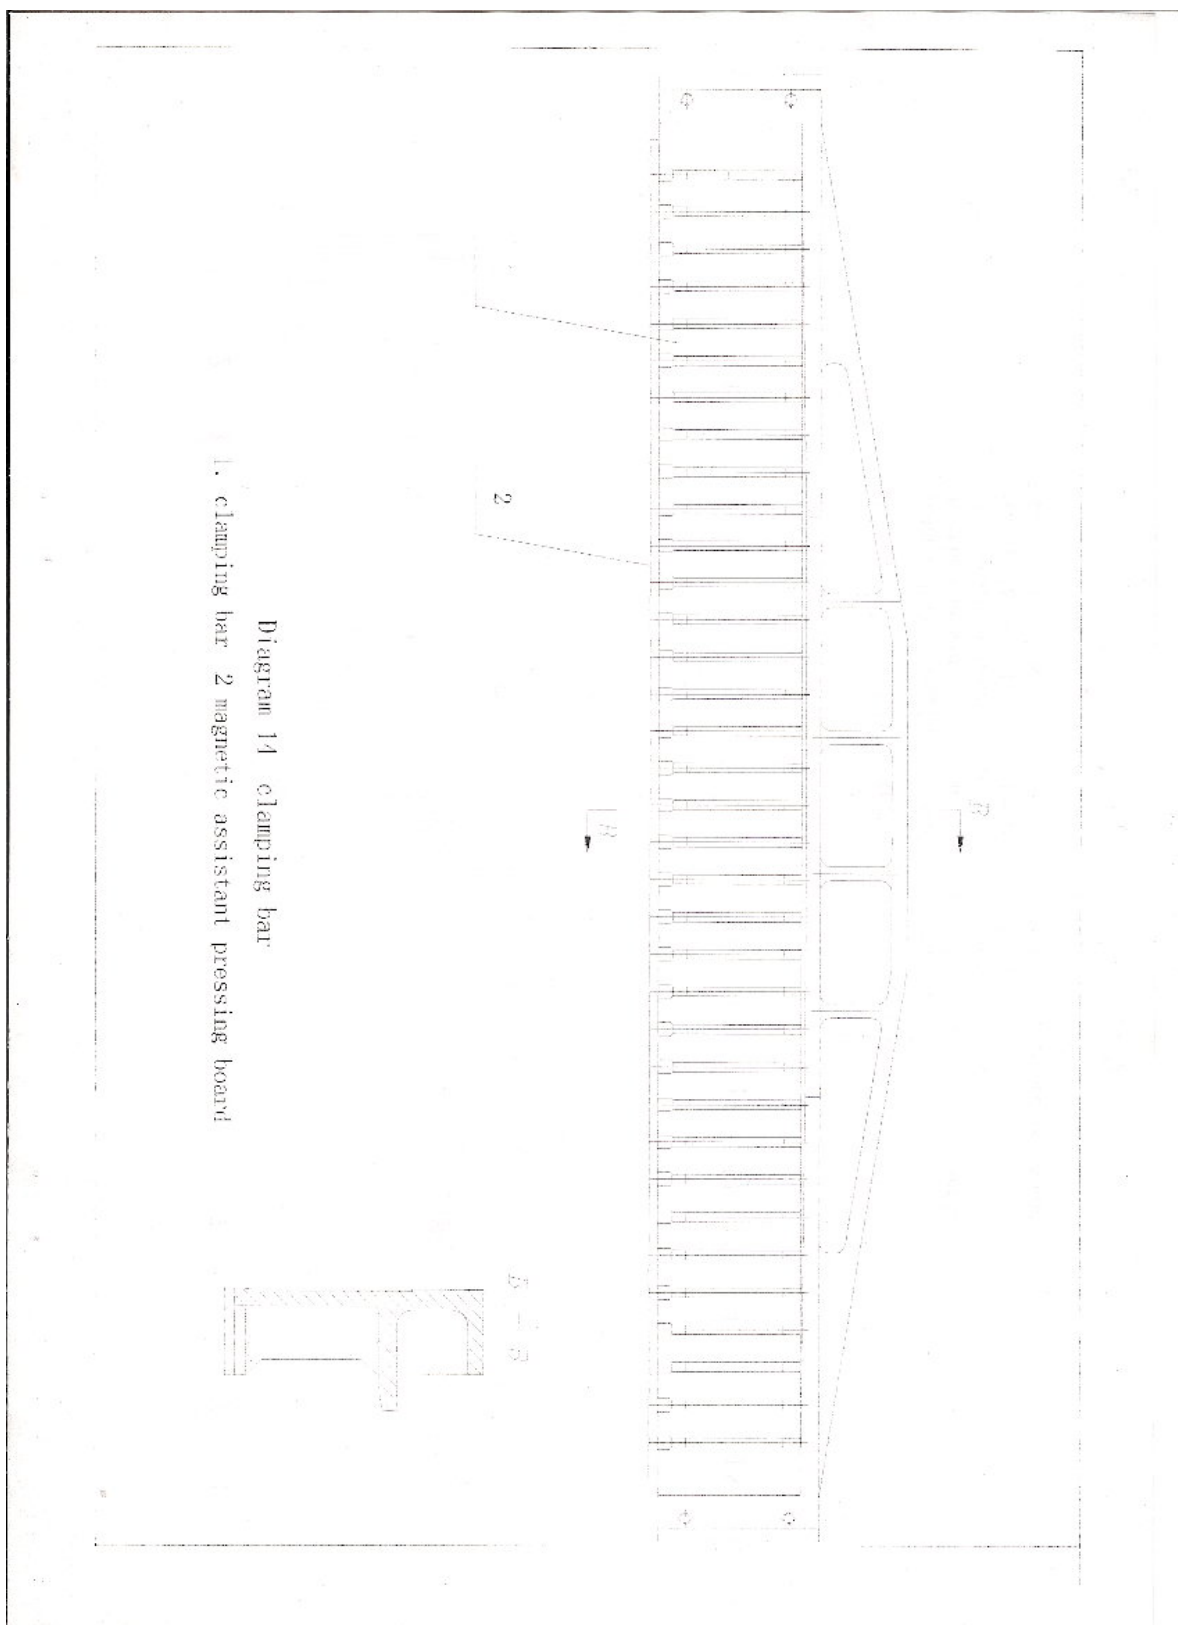 2
B
B
B - B
Diagram 14 clamping bar
1. clamping bar 2 magnetic assistant pressing board